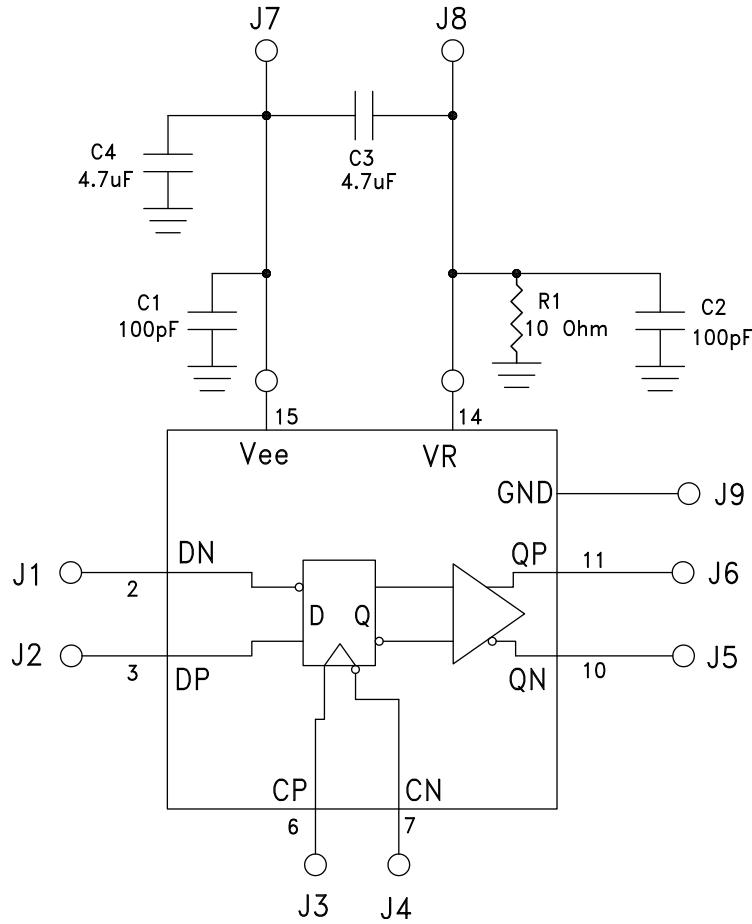 J7
J8
C4
4.7uF
C3
4.7uF
C1
100pF
R1
10 Ohm
C2
100pF
15
14
Vee
VR
GND
J9
J1
DN
2
QP
11
J6
D
Q
J2
3
DP
QN
10
J5
CP
CN
6
7
J3
J4